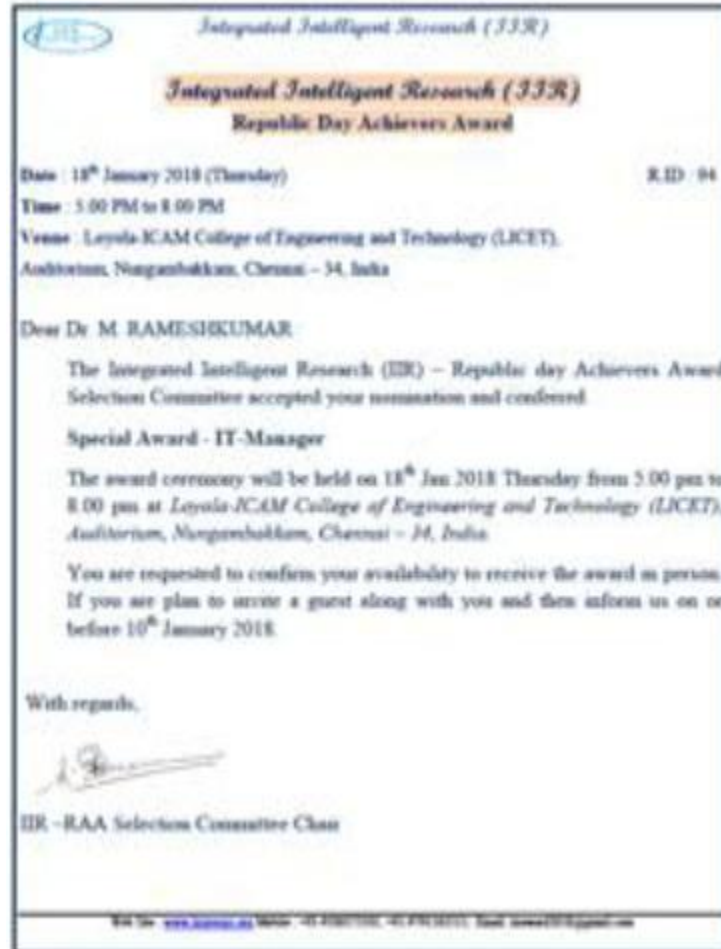 Integrated Intelligent Research (IIR)
Integrated Intelligent Research (IIR)
Republic Day Achievers Award
Date : 18th January 2018 (Thursday) R.ID : 94
Time : 5.00 PM to 8.00 PM
Venue : Loyola-ICAM College of Engineering and Technology (LICET),
Auditorium, Nungambakkam, Chennai – 34, India
Dear Dr. M. RAMESHKUMAR
The Integrated Intelligent Research (IIR) – Republic day Achievers Award
Selection Committee accepted your nomination and conferred
Special Award - IT-Manager
The award ceremony will be held on 18th Jan 2018 Thursday from 5.00 pm to
8.00 pm at Loyola-ICAM College of Engineering and Technology (LICET),
Auditorium, Nungambakkam, Chennai – 34, India.
You are requested to confirm your availability to receive the award in person.
If you are plan to invite a guest along with you and then inform us on or
before 10th January 2018.
With regards,
IIR –RAA Selection Committee Chair